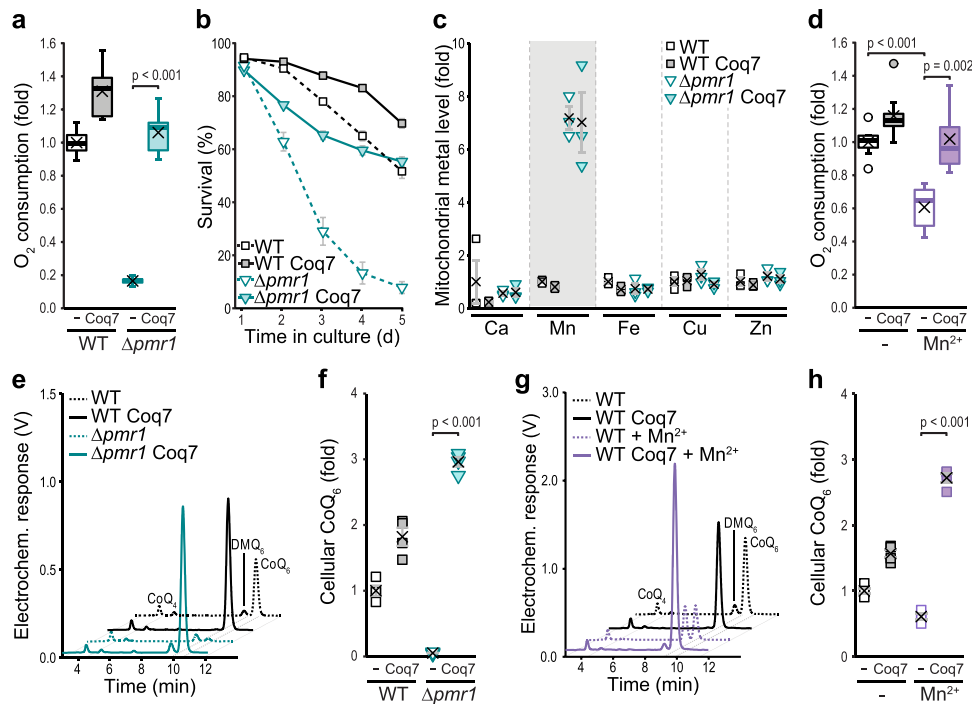 a
O2 consumption (fold)
1.6
1.4
1.2
1.0
0.8
0.6
0.4
0.2
0
p < 0.001
– Coq7 – Coq7
WT Δpmr1
b
Survival (%)
100
80
60
40
20
0
WT
WT Coq7
Δpmr1
Δpmr1 Coq7
1 2 3 4 5
Time in culture (d)
c
Mitochondrial metal level (fold)
10
8
6
4
2
0
WT
WT Coq7
Δpmr1
Δpmr1 Coq7
Ca Mn Fe Cu Zn
d
O2 consumption (fold)
1.6
1.4
1.2
1.0
0.8
0.6
0.4
0.2
0.0
p < 0.001
p = 0.002
– Coq7 – Coq7
- Mn2+
e
Electrochem. response (V)
1.5
1.0
0.5
0.0
WT
WT Coq7
Δpmr1
Δpmr1 Coq7
DMQ6
CoQ6
CoQ4
4 6 8 10 12
Time (min)
f
Cellular CoQ6 (fold)
4
3
2
1
0
p < 0.001
– Coq7 – Coq7
WT Δpmr1
g
Electrochem. response (V)
3.0
2.0
1.0
0.0
WT
WT Coq7
WT + Mn2+
WT Coq7 + Mn2+
DMQ6
CoQ6
CoQ4
4 6 8 10 12
Time (min)
h
Cellular CoQ6 (fold)
4
3
2
1
0
p < 0.001
– Coq7 – Coq7
- Mn2+